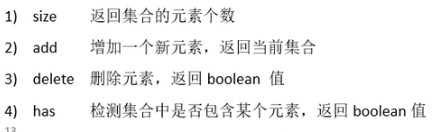 1) size 返回集合的元素个数
2) add 增加一个新元素，返回当前集合
3) delete 删除元素，返回 boolean 值
4) has 检测集合中是否包含某个元素，返回 boolean 值